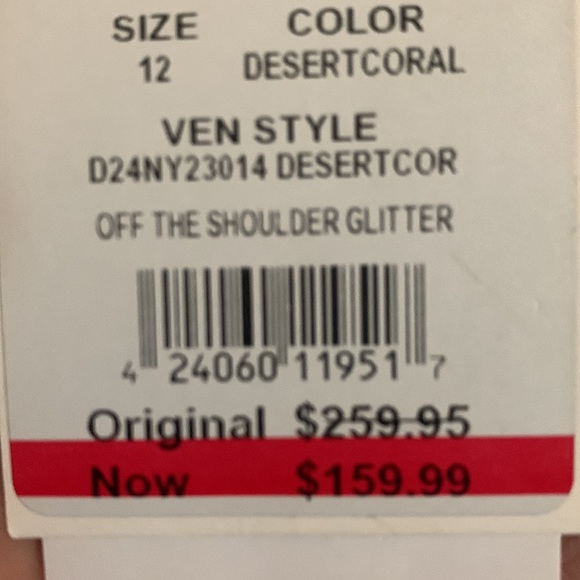 SIZE COLOR
12 DESERTCORAL
VEN STYLE
D24NY23014 DESERTCOR
OFF THE SHOULDER GLITTER
4 24060 11951 7
Original $259.95
Now $159.99